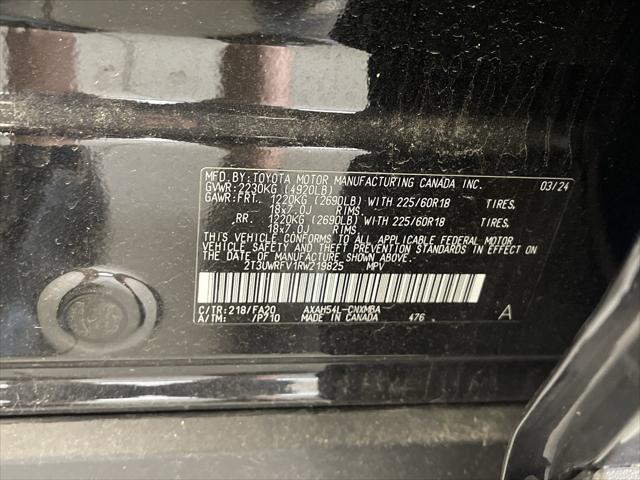 MFD. BY: TOYOTA MOTOR MANUFACTURING CANADA INC. 03/24
GVWR: 2230KG (4920LB)
GAWR: FRT. 1220KG (2690LB) WITH 225/60R18 TIRES,
18x7.0J RIMS,
RR. 1220KG (2690LB) WITH 225/60R18 TIRES,
18x7.0J RIMS,
THIS VEHICLE CONFORMS TO ALL APPLICABLE FEDERAL MOTOR
VEHICLE SAFETY AND THEFT PREVENTION STANDARDS IN EFFECT ON
THE DATE OF MANUFACTURE SHOWN ABOVE.
2T3UWRFV1RW219825 MPV
C/TR: 218/FA20 AXAH54L-CNXMBA
A/TM: /P710 MADE IN CANADA 476 A